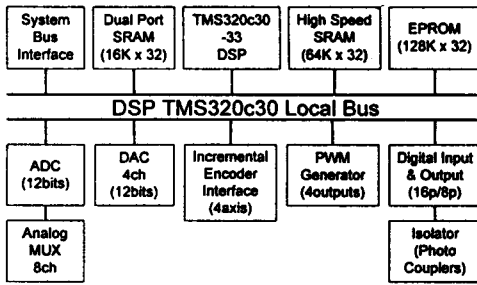 System
Bus
Interface
Dual Port
SRAM
(16K x 32)
TMS320c30
-33
DSP
High Speed
SRAM
(64K x 32)
EPROM
(128K x 32)
DSP TMS320c30 Local Bus
ADC
(12bits)
DAC
4ch
(12bits)
Incremental
Encoder
Interface
(4axis)
PWM
Generator
(4outputs)
Digital Input
& Output
(16p/8p)
Analog
MUX
8ch
Isolator
(Photo
Couplers)